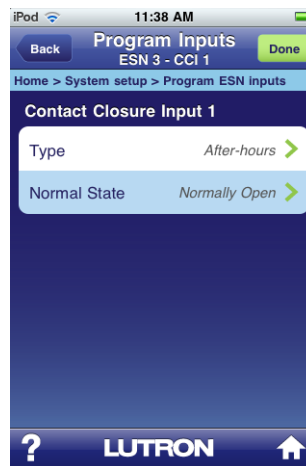 iPod 11:38 AM
Back Program Inputs Done
ESN 3 - CCI 1
Home > System setup > Program ESN inputs
Contact Closure Input 1
Type After-hours >
Normal State Normally Open >
? LUTRON